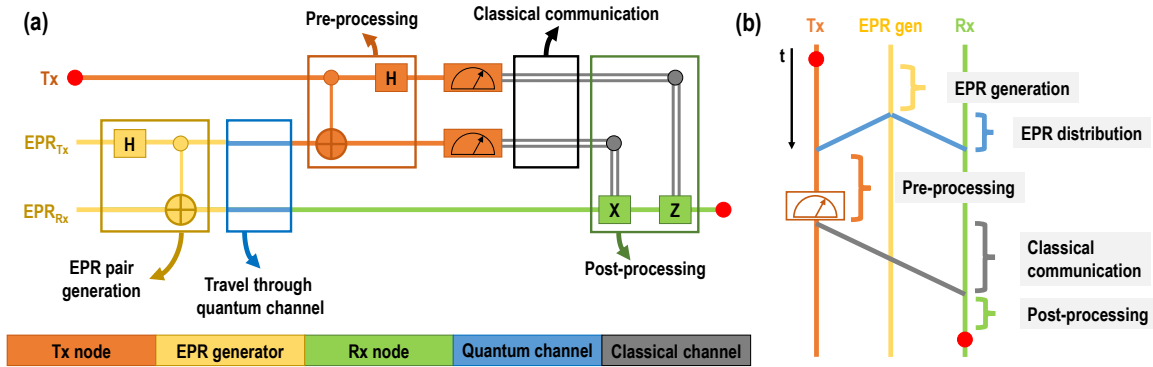 (a)
Pre-processing
Classical communication
Tx
H
EPR_Tx
H
EPR_Rx
X
Z
EPR pair
generation
Travel through
quantum channel
Post-processing
Tx node
EPR generator
Rx node
Quantum channel
Classical channel
(b)
Tx
EPR gen
Rx
t
EPR generation
EPR distribution
Pre-processing
Classical
communication
Post-processing